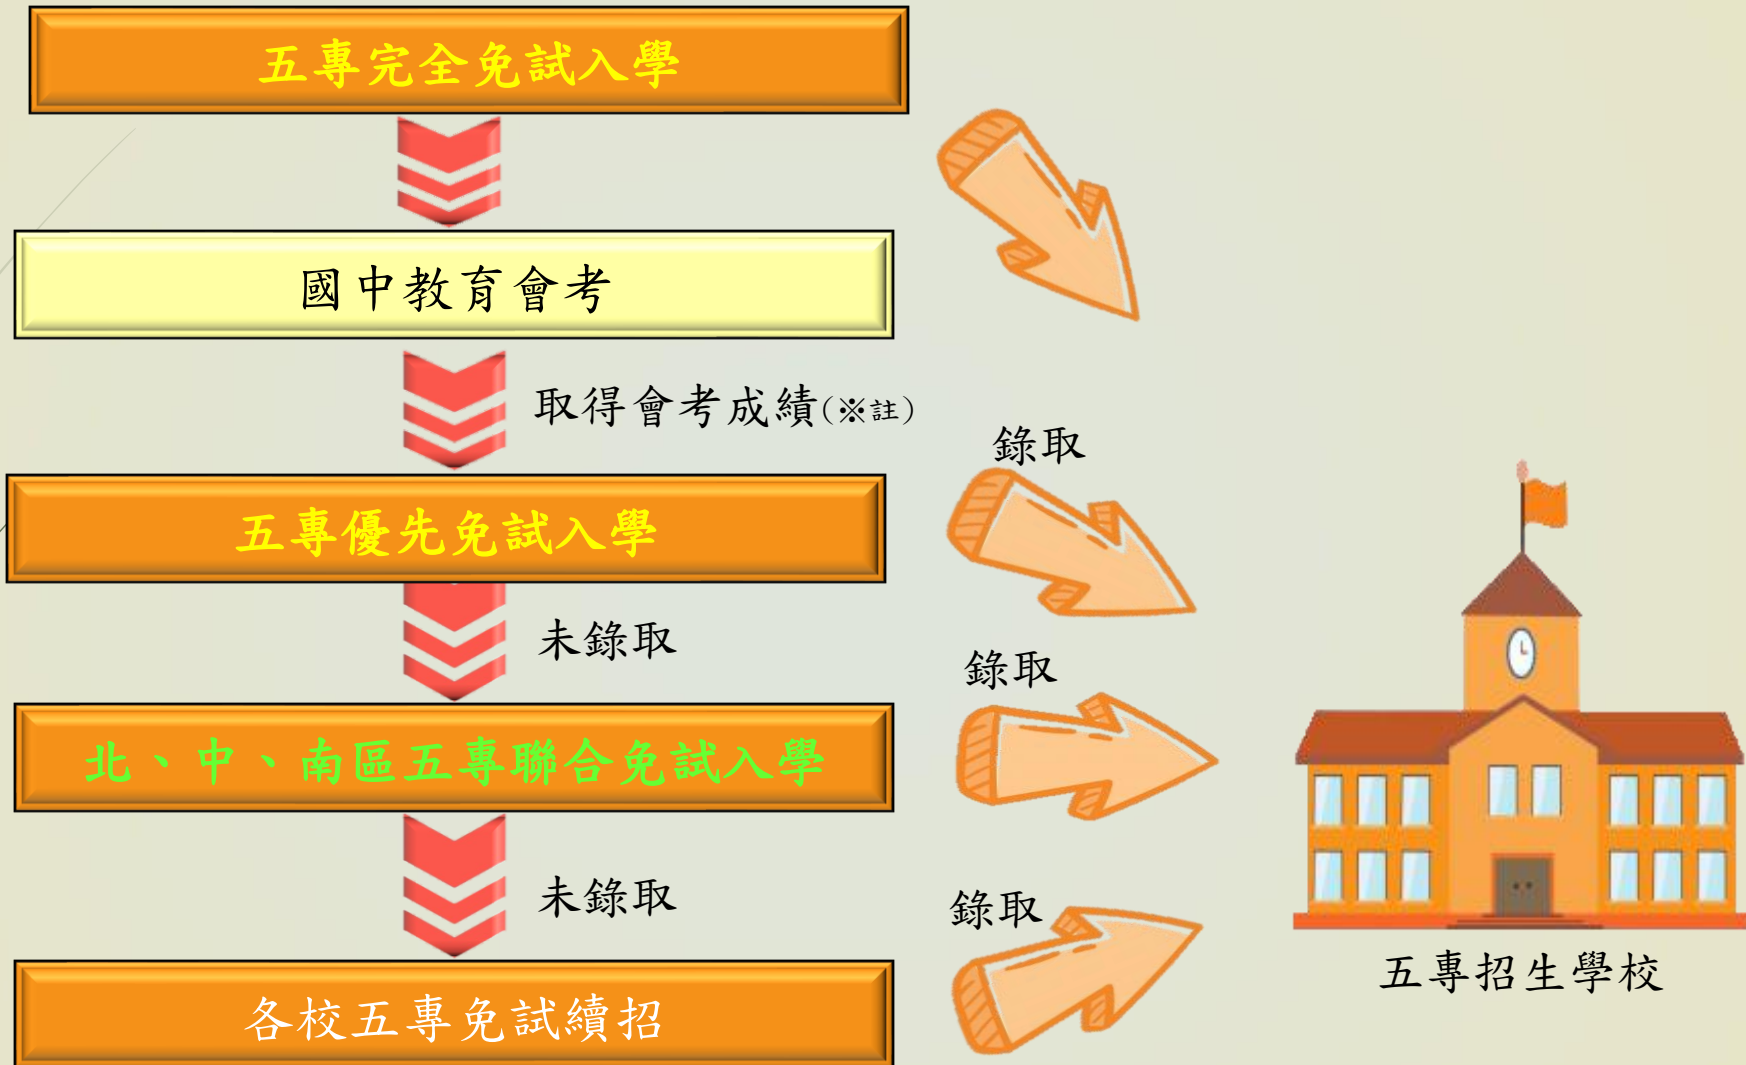 五專完全免試入學
國中教育會考
取得會考成績(※註)
錄取
五專優先免試入學
未錄取
錄取
北、中、南區五專聯合免試入學
未錄取
錄取
五專招生學校
各校五專免試續招